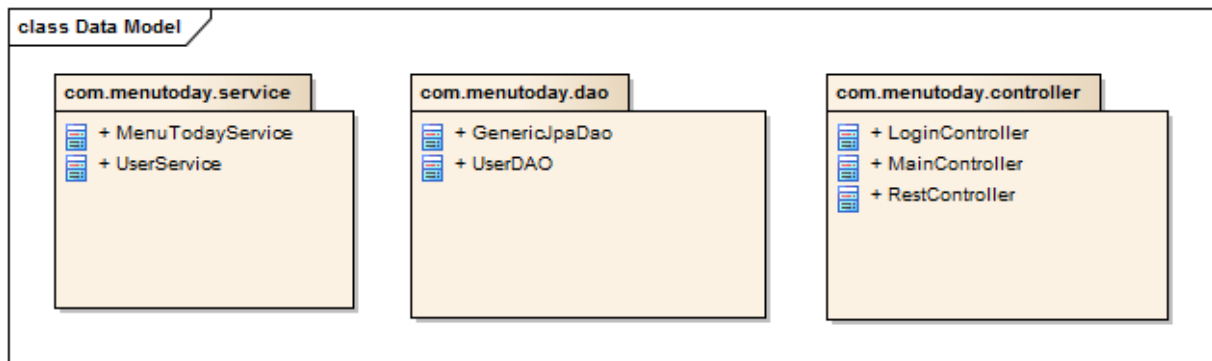 class Data Model
com.menutoday.service
+ MenuTodayService
+ UserService
com.menutoday.dao
+ GenericJpaDao
+ UserDAO
com.menutoday.controller
+ LoginController
+ MainController
+ RestController